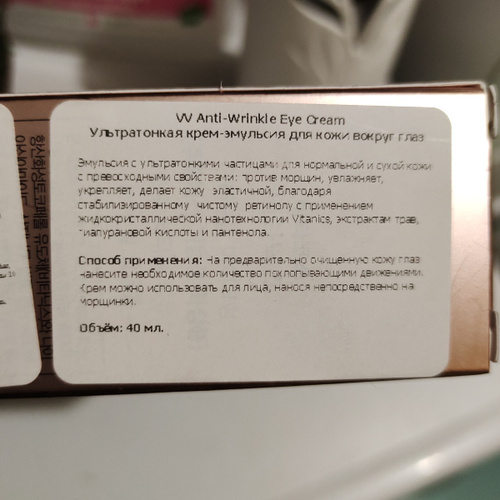 VV Anti-Wrinkle Eye Cream
Ультратонкая крем-эмульсия для кожи вокруг глаз
Эмульсия с ультратонкими частицами для нормальной и сухой кожи
с превосходными свойствами: против морщин, увлажняет,
укрепляет, делает кожу эластичной, благодаря
стабилизированному чистому ретинолу с применением
жидкокристаллической нанотехнологии Vitanics, экстрактам трав,
гиалурановой кислоты и пантенола.
Способ применения: На предварительно очищенную кожу глаз
нанесите необходимое количество похлопывающими движениями.
Крем можно использовать для лица, нанося непосредственно на
морщинки.
Объём: 40 мл.